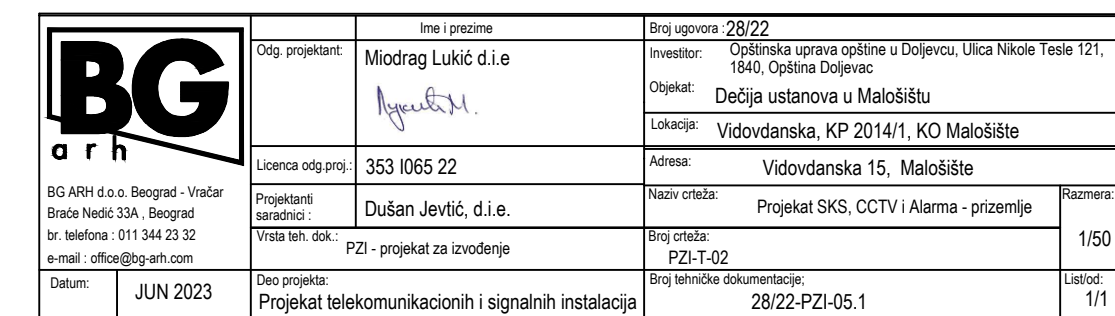 BG
arh
BG ARH d.o.o. Beograd - Vračar
Braće Nedić 33A , Beograd
br. telefona : 011 344 23 32
e-mail : office@bg-arh.com
Datum:
JUN 2023
Ime i prezime
Odg. projektant:
Miodrag Lukić d.i.e
Licenca odg.proj.:
353 I065 22
Projektanti
saradnici :
Dušan Jevtić, d.i.e.
Vrsta teh. dok.:
PZI - projekat za izvođenje
Deo projekta:
Projekat telekomunikacionih i signalnih instalacija
Broj ugovora : 28/22
Investitor: Opštinska uprava opštine u Doljevcu, Ulica Nikole Tesle 121,
1840, Opština Doljevac
Objekat:
Dečija ustanova u Malošištu
Lokacija: Vidovdanska, KP 2014/1, KO Malošište
Adresa: Vidovdanska 15, Malošište
Naziv crteža:
Projekat SKS, CCTV i Alarma - prizemlje
Razmera:
1/50
Broj crteža:
PZI-T-02
Broj tehničke dokumentacije;
28/22-PZI-05.1
List/od:
1/1